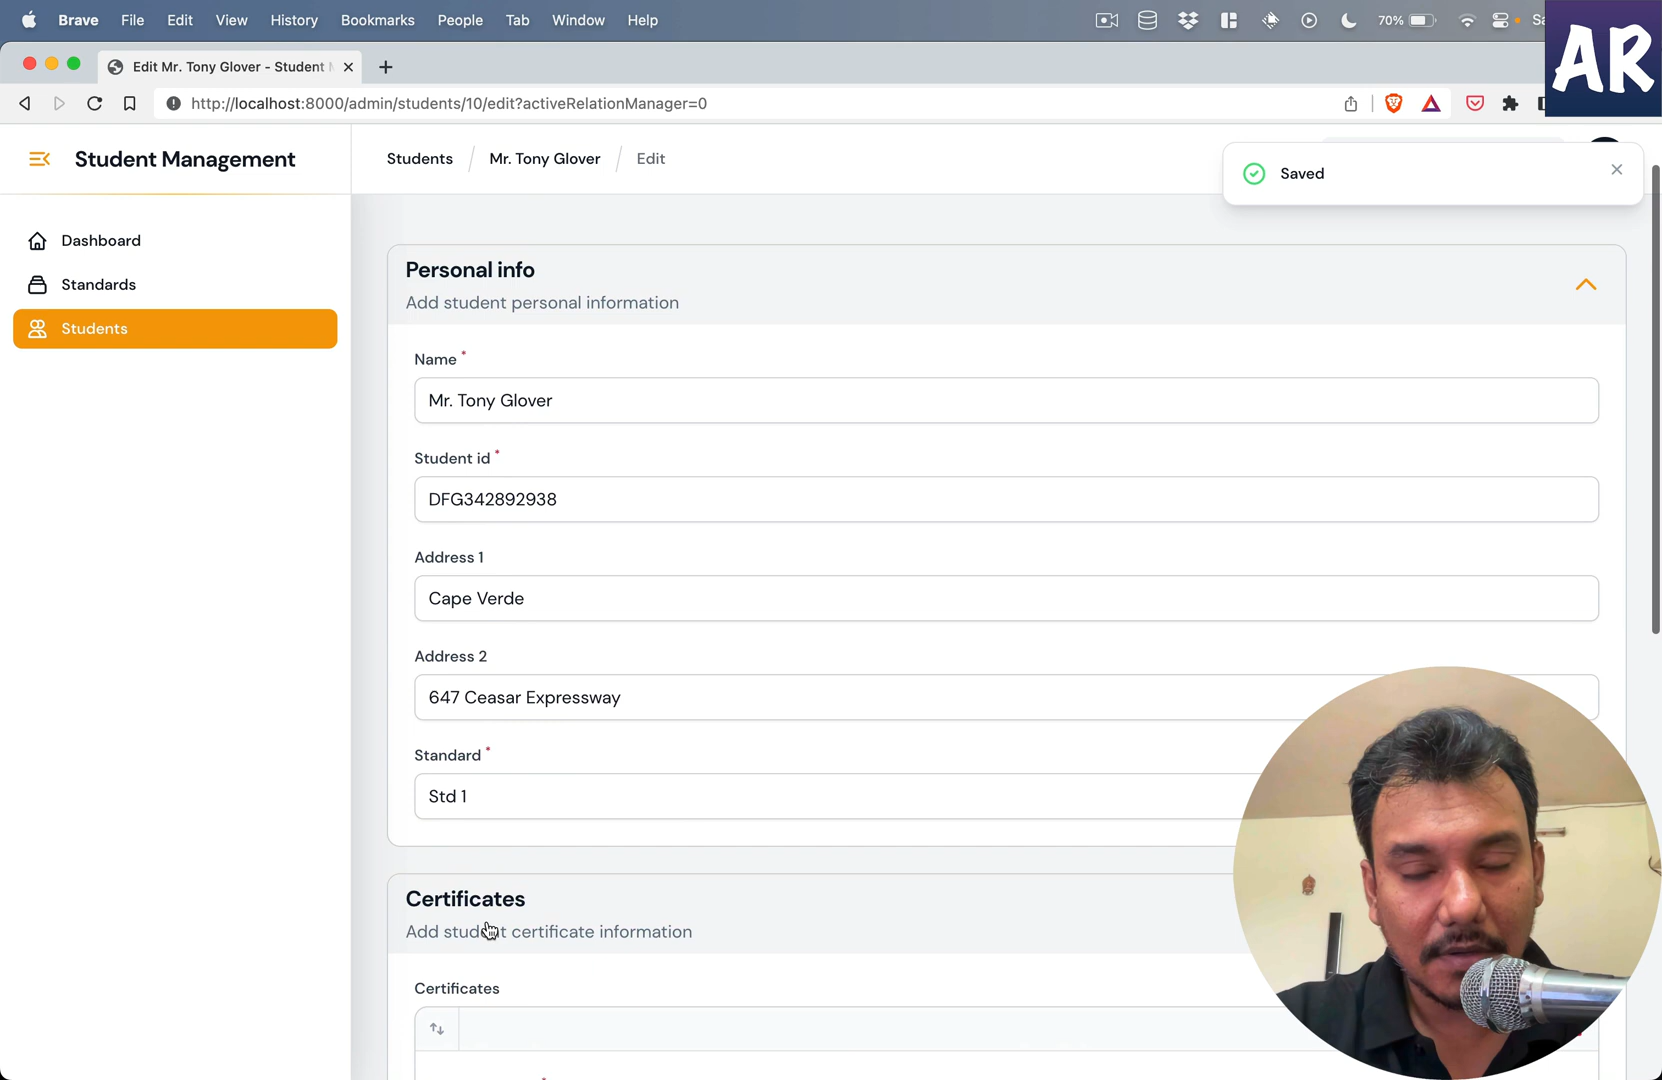 Brave File Edit View History Bookmarks People Tab Window Help 70%
AR
Edit Mr. Tony Glover - Student
http://localhost:8000/admin/students/10/edit?activeRelationManager=0
Student Management
Students / Mr. Tony Glover / Edit
Saved
Dashboard
Standards
Students
Personal info
Add student personal information
Name *
Mr. Tony Glover
Student id *
DFG342892938
Address 1
Cape Verde
Address 2
647 Ceasar Expressway
Standard *
Std 1
Certificates
Add student certificate information
Certificates